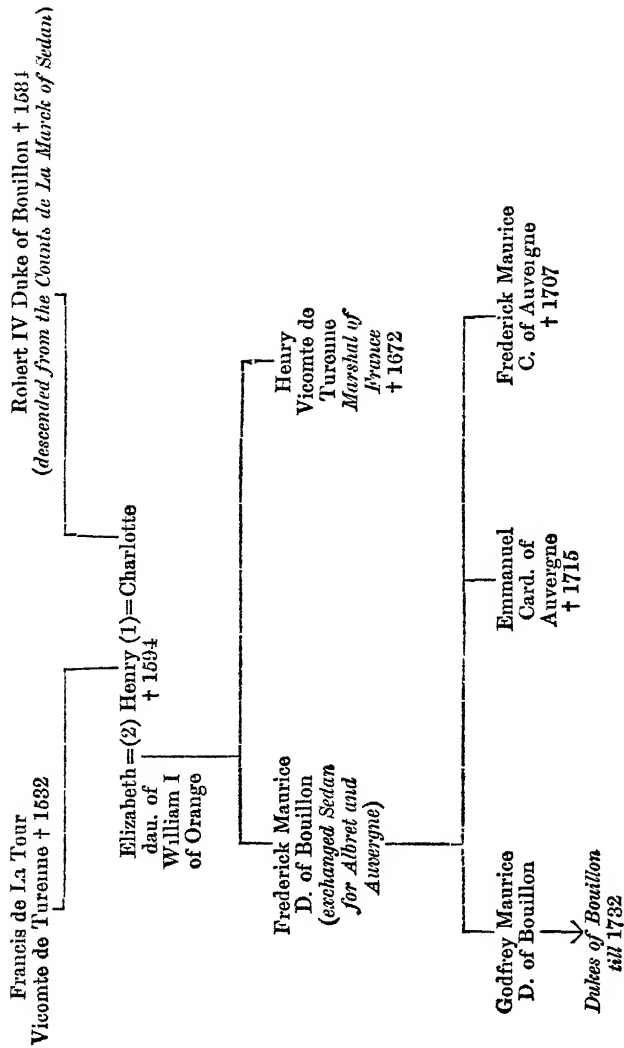 Francis de La Tour
Vicomte de Turenne † 1532
Robert IV Duke of Bouillon † 1581
(descended from the Counts de La Marck of Sedan)
Elizabeth=(2) Henry (1)=Charlotte
dau. of
† 1594
William I
of Orange
Frederick Maurice
D. of Bouillon
(exchanged Sedan
for Albret and
Auvergne)
Henry
Vicomte de
Turenne
Marshal of
France
† 1672
Godfrey Maurice
D. of Bouillon
Dukes of Bouillon
till 1732
Emmanuel
Card. of
Auvergne
† 1715
Frederick Maurice
C. of Auvergne
† 1707